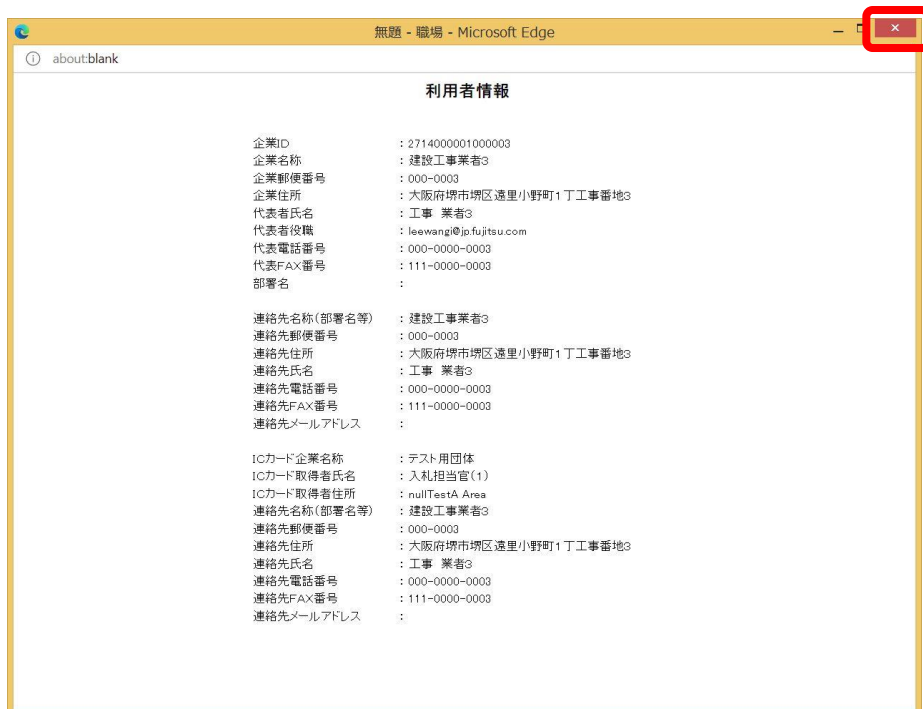 無題 - 職場 - Microsoft Edge
about:blank
利用者情報
企業ID : 2714000001000003
企業名称 : 建設工事業者3
企業郵便番号 : 000-0003
企業住所 : 大阪府堺市堺区遠里小野町1丁工事番地3
代表者氏名 : 工事 業者3
代表者役職 : leewangi@jp.fujitsu.com
代表電話番号 : 000-0000-0003
代表FAX番号 : 111-0000-0003
部署名 :
連絡先名称(部署名等) : 建設工事業者3
連絡先郵便番号 : 000-0003
連絡先住所 : 大阪府堺市堺区遠里小野町1丁工事番地3
連絡先氏名 : 工事 業者3
連絡先電話番号 : 000-0000-0003
連絡先FAX番号 : 111-0000-0003
連絡先メールアドレス :
ICカード企業名称 : テスト用団体
ICカード取得者氏名 : 入札担当官(1)
ICカード取得者住所 : nullTestA Area
連絡先名称(部署名等) : 建設工事業者3
連絡先郵便番号 : 000-0003
連絡先住所 : 大阪府堺市堺区遠里小野町1丁工事番地3
連絡先氏名 : 工事 業者3
連絡先電話番号 : 000-0000-0003
連絡先FAX番号 : 111-0000-0003
連絡先メールアドレス :